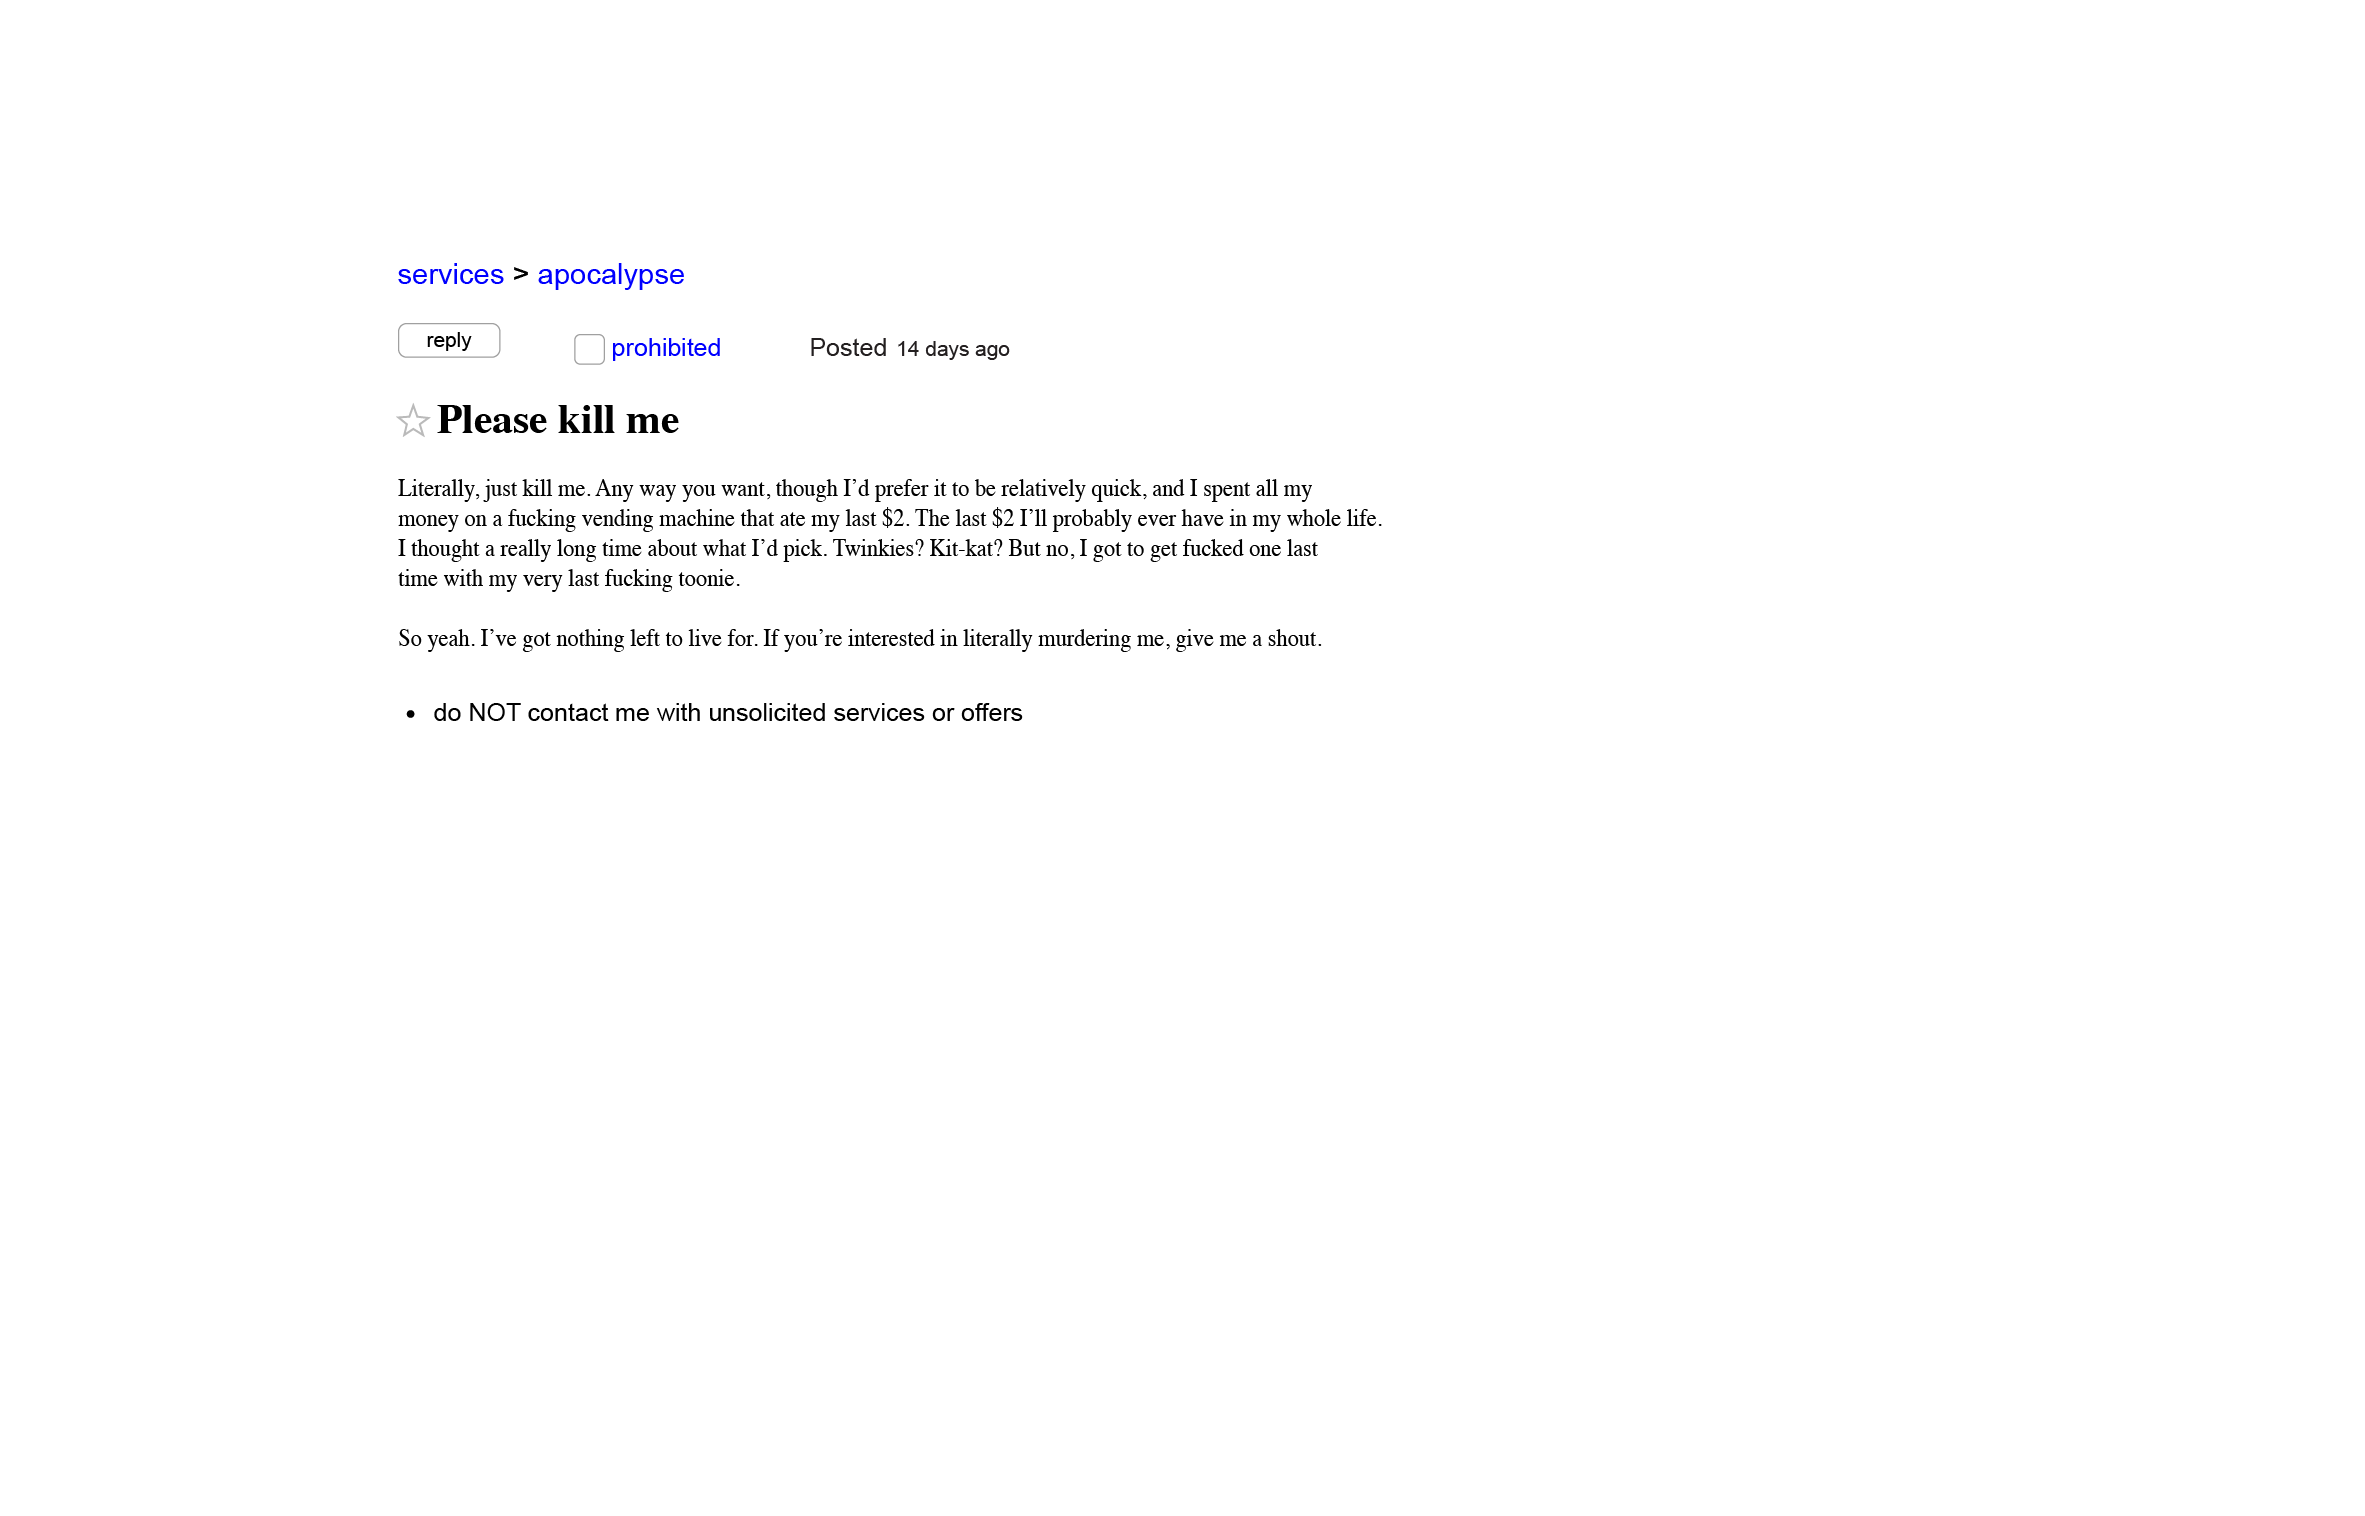 services > apocalypse
reply prohibited Posted 14 days ago
Please kill me
Literally, just kill me. Any way you want, though I’d prefer it to be relatively quick, and I spent all my
money on a fucking vending machine that ate my last $2. The last $2 I’ll probably ever have in my whole life.
I thought a really long time about what I’d pick. Twinkies? Kit-kat? But no, I got to get fucked one last
time with my very last fucking toonie.
So yeah. I’ve got nothing left to live for. If you’re interested in literally murdering me, give me a shout.
• do NOT contact me with unsolicited services or offers